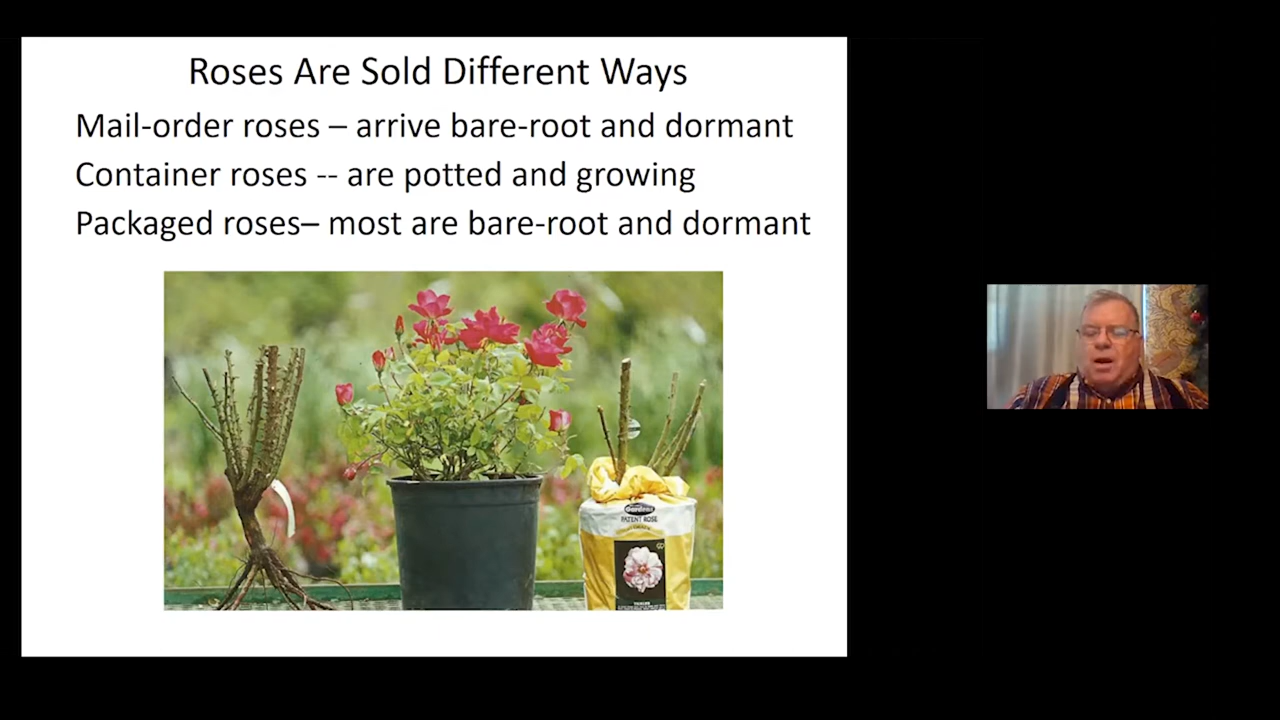 Roses Are Sold Different Ways
Mail-order roses – arrive bare-root and dormant
Container roses -- are potted and growing
Packaged roses– most are bare-root and dormant
Gardens
PATENT ROSE